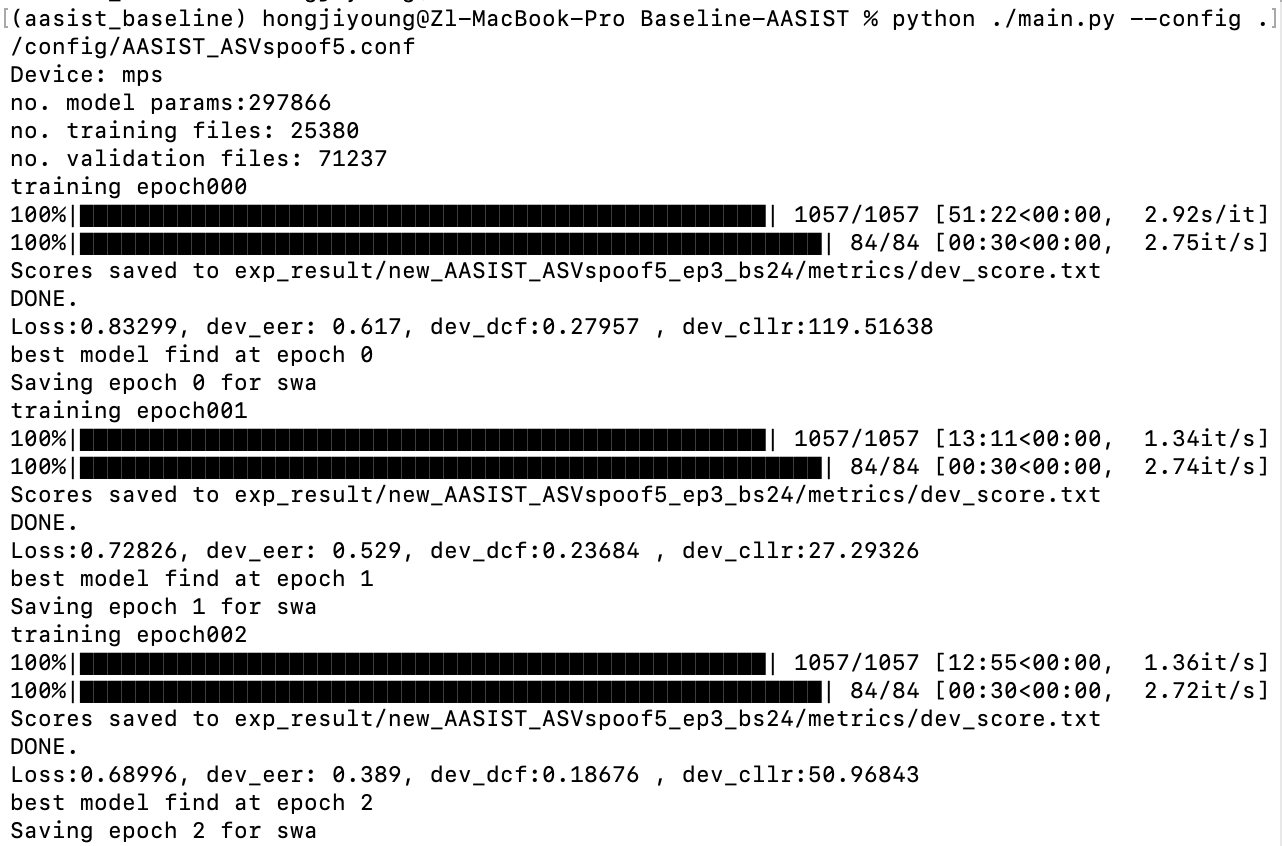 [(aasist_baseline) hongjiyoung@Zl-MacBook-Pro Baseline-AASIST % python ./main.py --config .]
/config/AASIST_ASVspoof5.conf
Device: mps
no. model params:297866
no. training files: 25380
no. validation files: 71237
training epoch000
100%| | 1057/1057 [51:22<00:00, 2.92s/it]
100%| | 84/84 [00:30<00:00, 2.75it/s]
Scores saved to exp_result/new_AASIST_ASVspoof5_ep3_bs24/metrics/dev_score.txt
DONE.
Loss:0.83299, dev_eer: 0.617, dev_dcf:0.27957 , dev_cllr:119.51638
best model find at epoch 0
Saving epoch 0 for swa
training epoch001
100%| | 1057/1057 [13:11<00:00, 1.34it/s]
100%| | 84/84 [00:30<00:00, 2.74it/s]
Scores saved to exp_result/new_AASIST_ASVspoof5_ep3_bs24/metrics/dev_score.txt
DONE.
Loss:0.72826, dev_eer: 0.529, dev_dcf:0.23684 , dev_cllr:27.29326
best model find at epoch 1
Saving epoch 1 for swa
training epoch002
100%| | 1057/1057 [12:55<00:00, 1.36it/s]
100%| | 84/84 [00:30<00:00, 2.72it/s]
Scores saved to exp_result/new_AASIST_ASVspoof5_ep3_bs24/metrics/dev_score.txt
DONE.
Loss:0.68996, dev_eer: 0.389, dev_dcf:0.18676 , dev_cllr:50.96843
best model find at epoch 2
Saving epoch 2 for swa